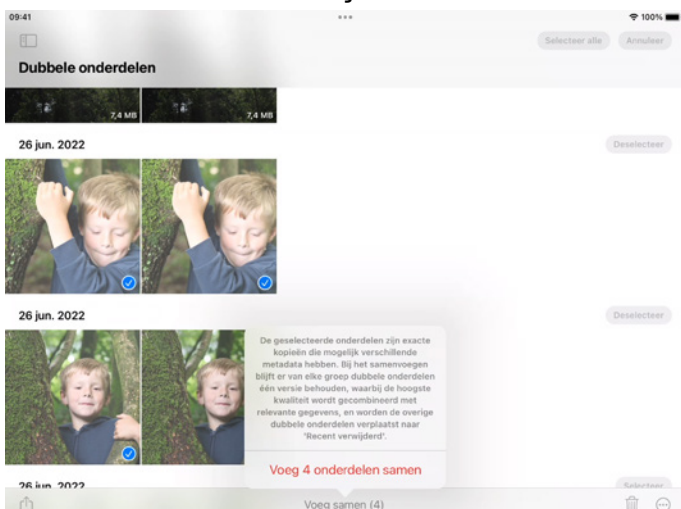 09:41
100%
Selecteer alle
Annuleer
Dubbele onderdelen
7,4 MB
7,4 MB
26 jun. 2022
Deselecteer
26 jun. 2022
Deselecteer
De geselecteerde onderdelen zijn exacte
kopieën die mogelijk verschillende
metadata hebben. Bij het samenvoegen
blijft er van elke groep dubbele onderdelen
één versie behouden, waarbij de hoogste
kwaliteit wordt gecombineerd met
relevante gegevens, en worden de overige
dubbele onderdelen verplaatst naar
'Recent verwijderd'.
Voeg 4 onderdelen samen
26 jun. 2022
Selecteer
Voeg samen (4)